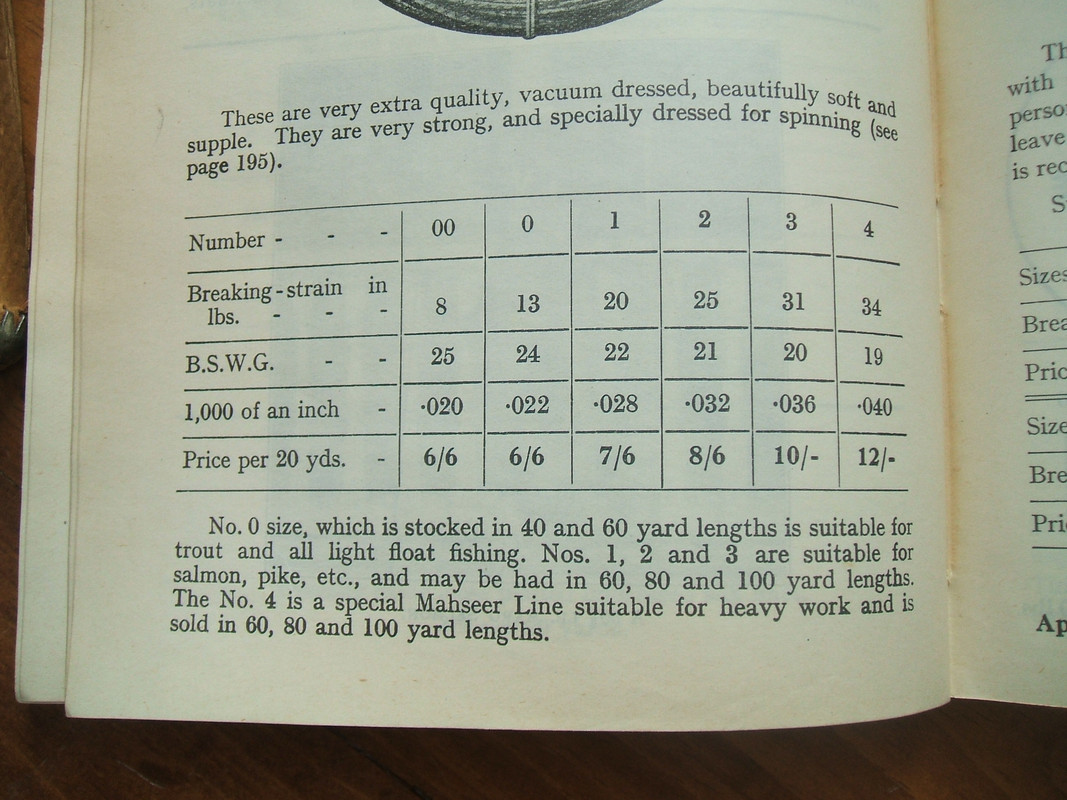 These are very extra quality, vacuum dressed, beautifully soft and
supple. They are very strong, and specially dressed for spinning (see
page 195).
Number - - - 00 0 1 2 3 4
Breaking-strain in
lbs. - - - 8 13 20 25 31 34
B.S.W.G. - - 25 24 22 21 20 19
1,000 of an inch - ·020 ·022 ·028 ·032 ·036 ·040
Price per 20 yds. - 6/6 6/6 7/6 8/6 10/- 12/-
No. 0 size, which is stocked in 40 and 60 yard lengths is suitable for
trout and all light float fishing. Nos. 1, 2 and 3 are suitable for
salmon, pike, etc., and may be had in 60, 80 and 100 yard lengths.
The No. 4 is a special Mahseer Line suitable for heavy work and is
sold in 60, 80 and 100 yard lengths.
with
leave
is
Sizes